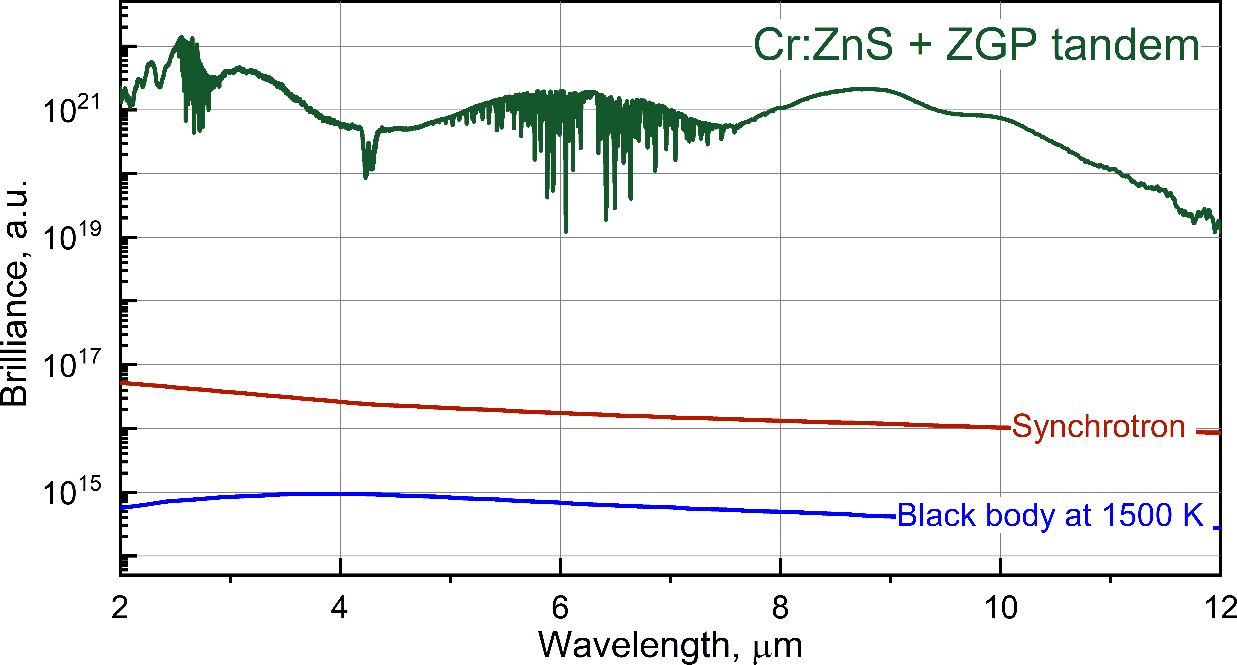 Cr:ZnS + ZGP tandem
Brilliance, a.u.
10²¹
10¹⁹
10¹⁷
10¹⁵
Synchrotron
Black body at 1500 K
2 4 6 8 10 12
Wavelength, μm